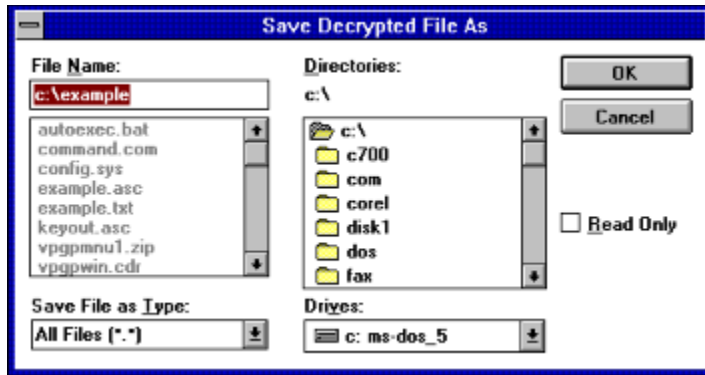 Save Decrypted File As
File Name:
c:\example
autoexec.bat
command.com
config.sys
example.asc
example.txt
keyout.asc
vpgpmnu1.zip
vpgpwin.cdr
Save File as Type:
All Files (*.*)
Directories:
c:\
c:\
c700
com
corel
disk1
dos
fax
Drives:
c: ms-dos_5
OK
Cancel
Read Only